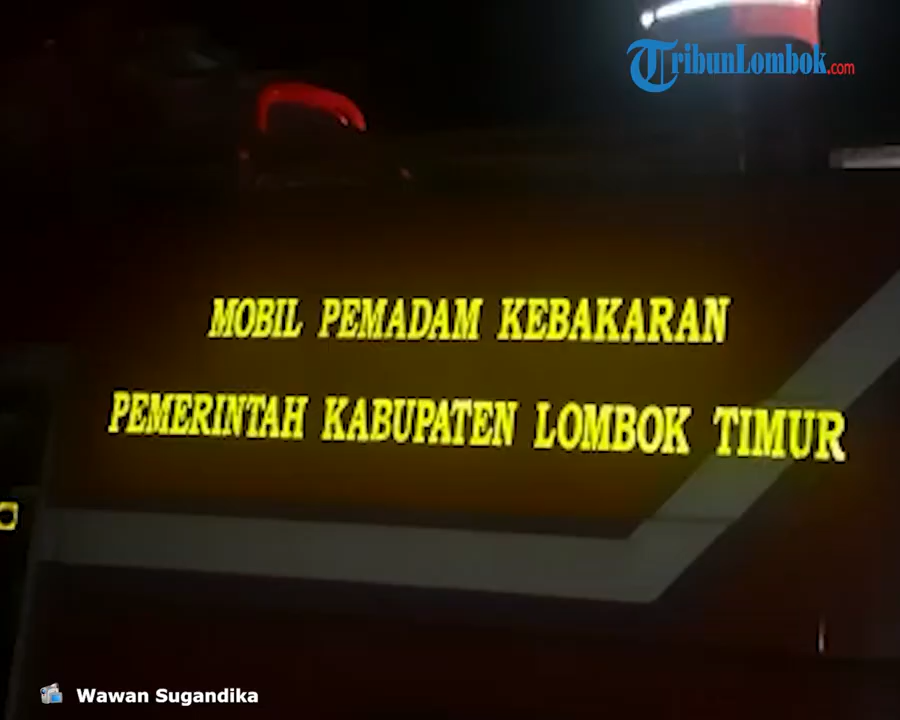 TribunLombok.com
MOBIL PEMADAM KEBAKARAN
PEMERINTAH KABUPATEN LOMBOK TIMUR
Wawan Sugandika